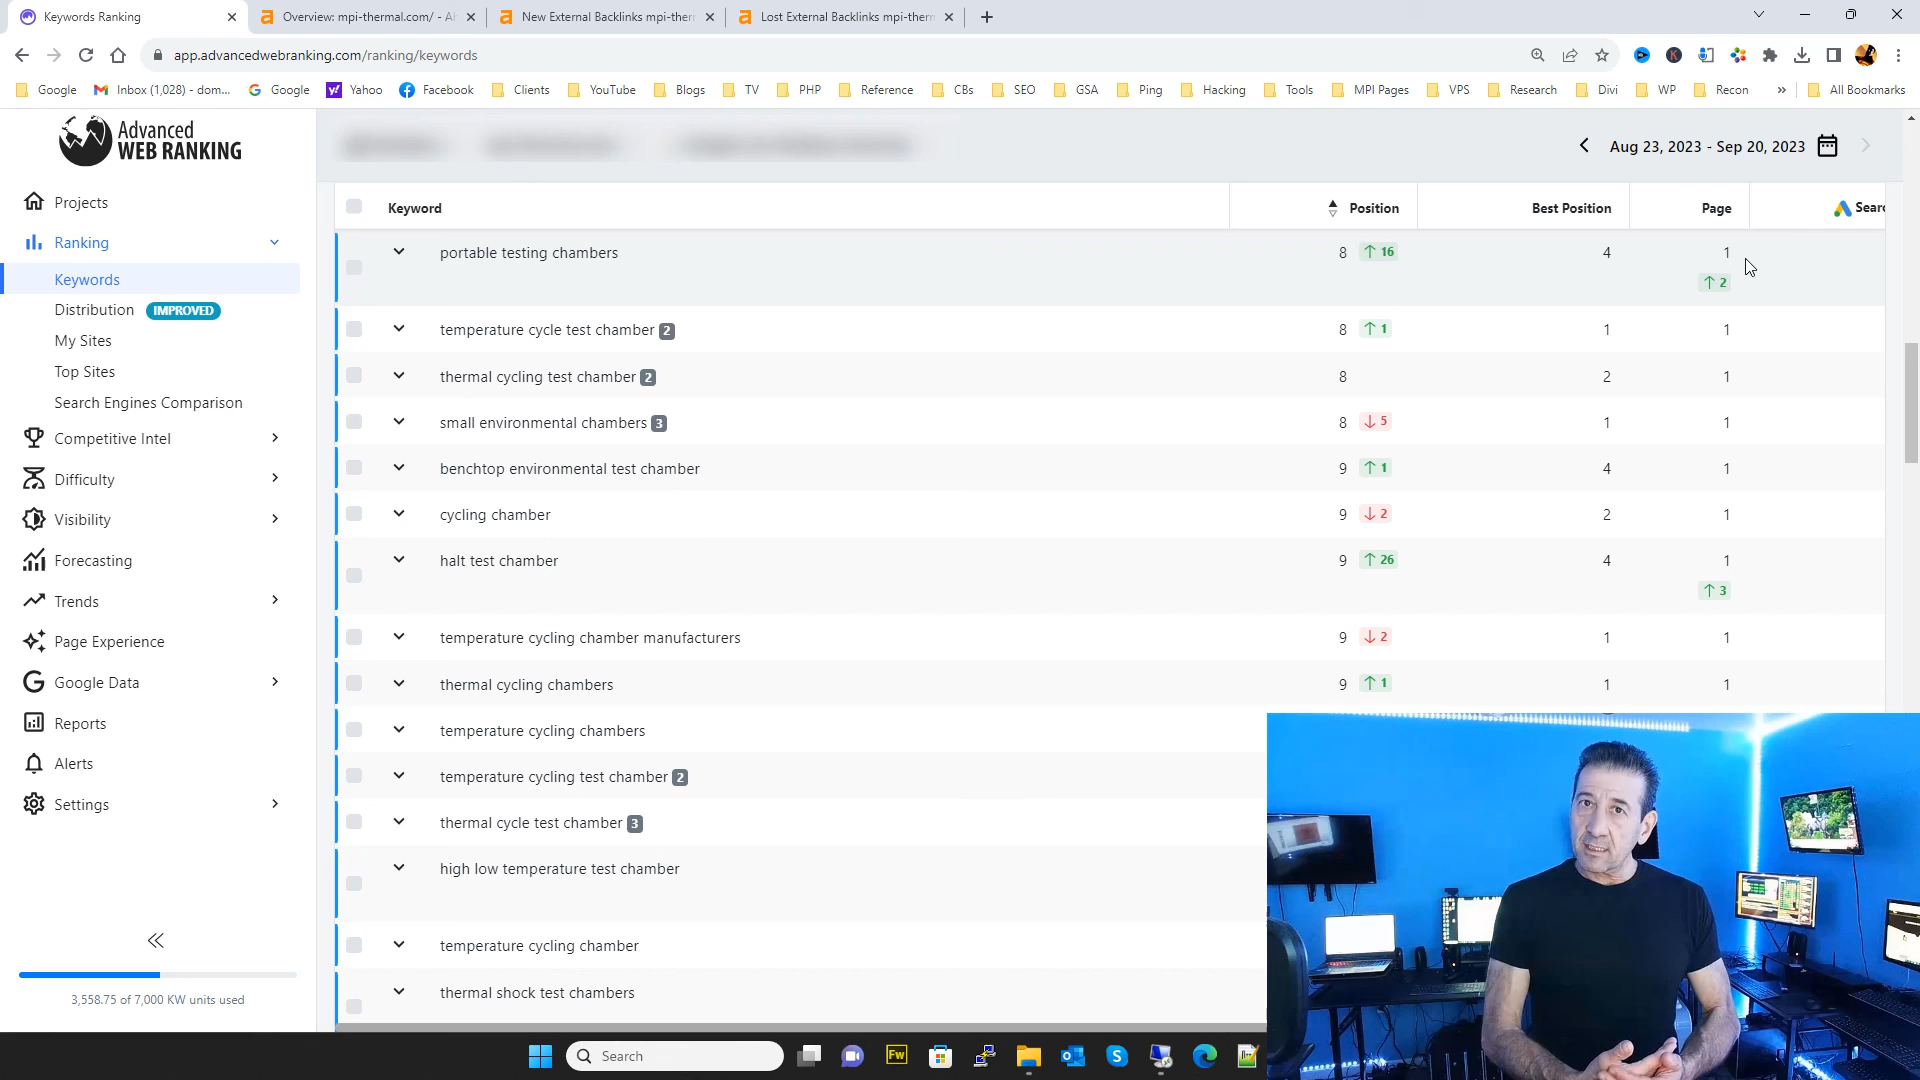 Keywords Ranking
Overview: mpi-thermal.com/ - Ah
New External Backlinks mpi-ther
Lost External Backlinks mpi-therm
app.advancedwebranking.com/ranking/keywords
Google
Inbox (1,028) - dom...
Google
Yahoo
Facebook
Clients
YouTube
Blogs
TV
PHP
Reference
CBs
SEO
GSA
Ping
Hacking
Tools
MPI Pages
VPS
Research
Divi
WP
Recon
»
All Bookmarks
Advanced
WEB RANKING
Aug 23, 2023 - Sep 20, 2023
Projects
Ranking
Keywords
Distribution IMPROVED
My Sites
Top Sites
Search Engines Comparison
Competitive Intel
Difficulty
Visibility
Forecasting
Trends
Page Experience
Google Data
Reports
Alerts
Settings
3,558.75 of 7,000 KW units used
Keyword Position Best Position Page Searc
portable testing chambers 8 ↑ 16 4 1
↑ 2
temperature cycle test chamber 2 8 ↑ 1 1 1
thermal cycling test chamber 2 8 2 1
small environmental chambers 3 8 ↓ 5 1 1
benchtop environmental test chamber 9 ↑ 1 4 1
cycling chamber 9 ↓ 2 2 1
halt test chamber 9 ↑ 26 4 1
↑ 3
temperature cycling chamber manufacturers 9 ↓ 2 1 1
thermal cycling chambers 9 ↑ 1 1 1
temperature cycling chambers
temperature cycling test chamber 2
thermal cycle test chamber 3
high low temperature test chamber
temperature cycling chamber
thermal shock test chambers
Search
Fw